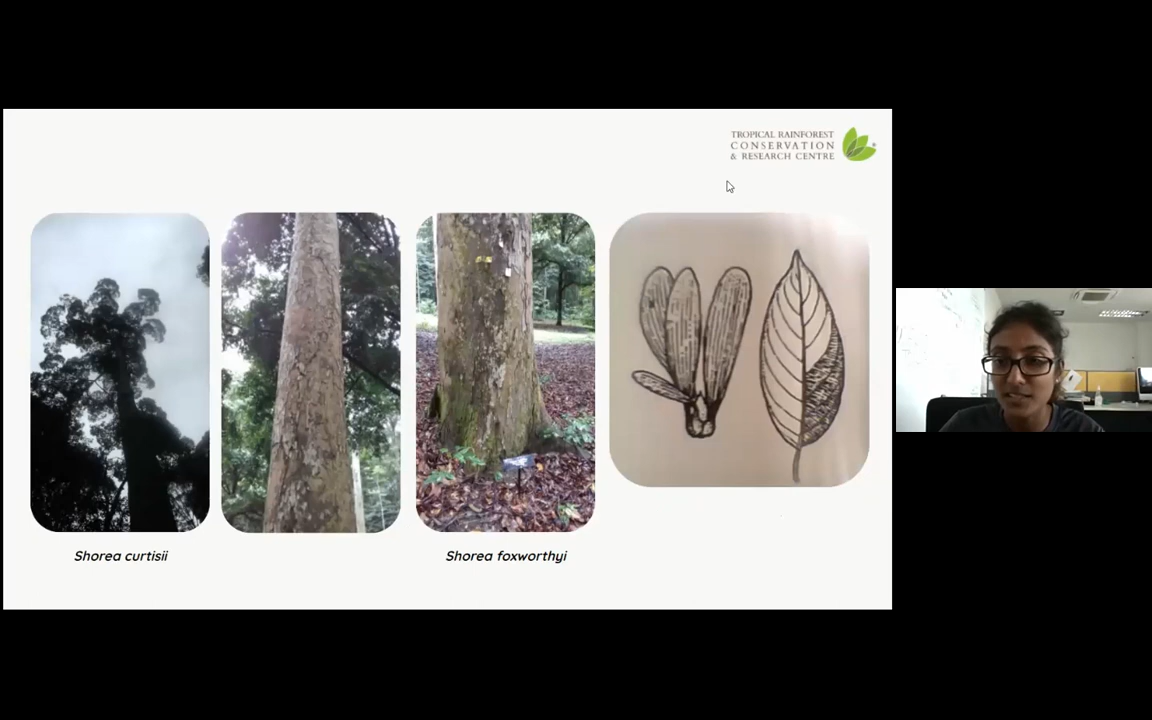 TROPICAL RAINFOREST
CONSERVATION
& RESEARCH CENTRE
Shorea curtisii
Shorea foxworthyi